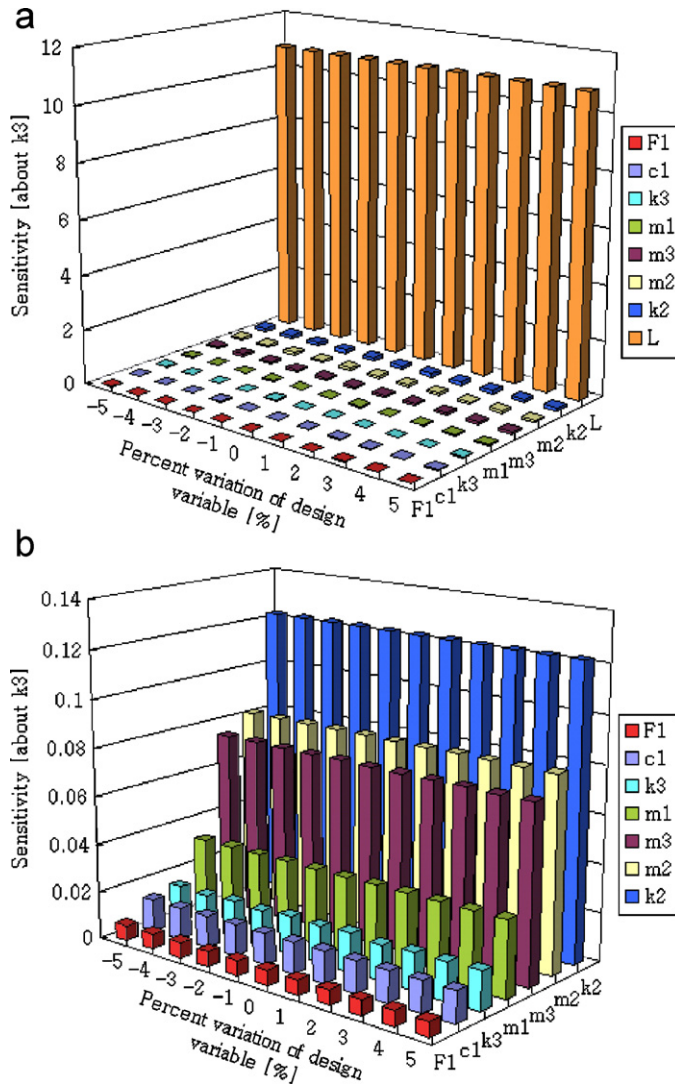 a
12
10
8
6
4
2
0
Sensitivity [about k3]
-5 -4 -3 -2 -1 0 1 2 3 4 5
Percent variation of design
variable [%]
F1 c1 k3 m1 m3 m2 k2 L
F1
c1
k3
m1
m3
m2
k2
L
b
0.14
0.12
0.1
0.08
0.06
0.04
0.02
0
Sensitivity [about k3]
-5 -4 -3 -2 -1 0 1 2 3 4 5
Percent variation of design
variable [%]
F1 c1 k3 m1 m3 m2 k2
F1
c1
k3
m1
m3
m2
k2